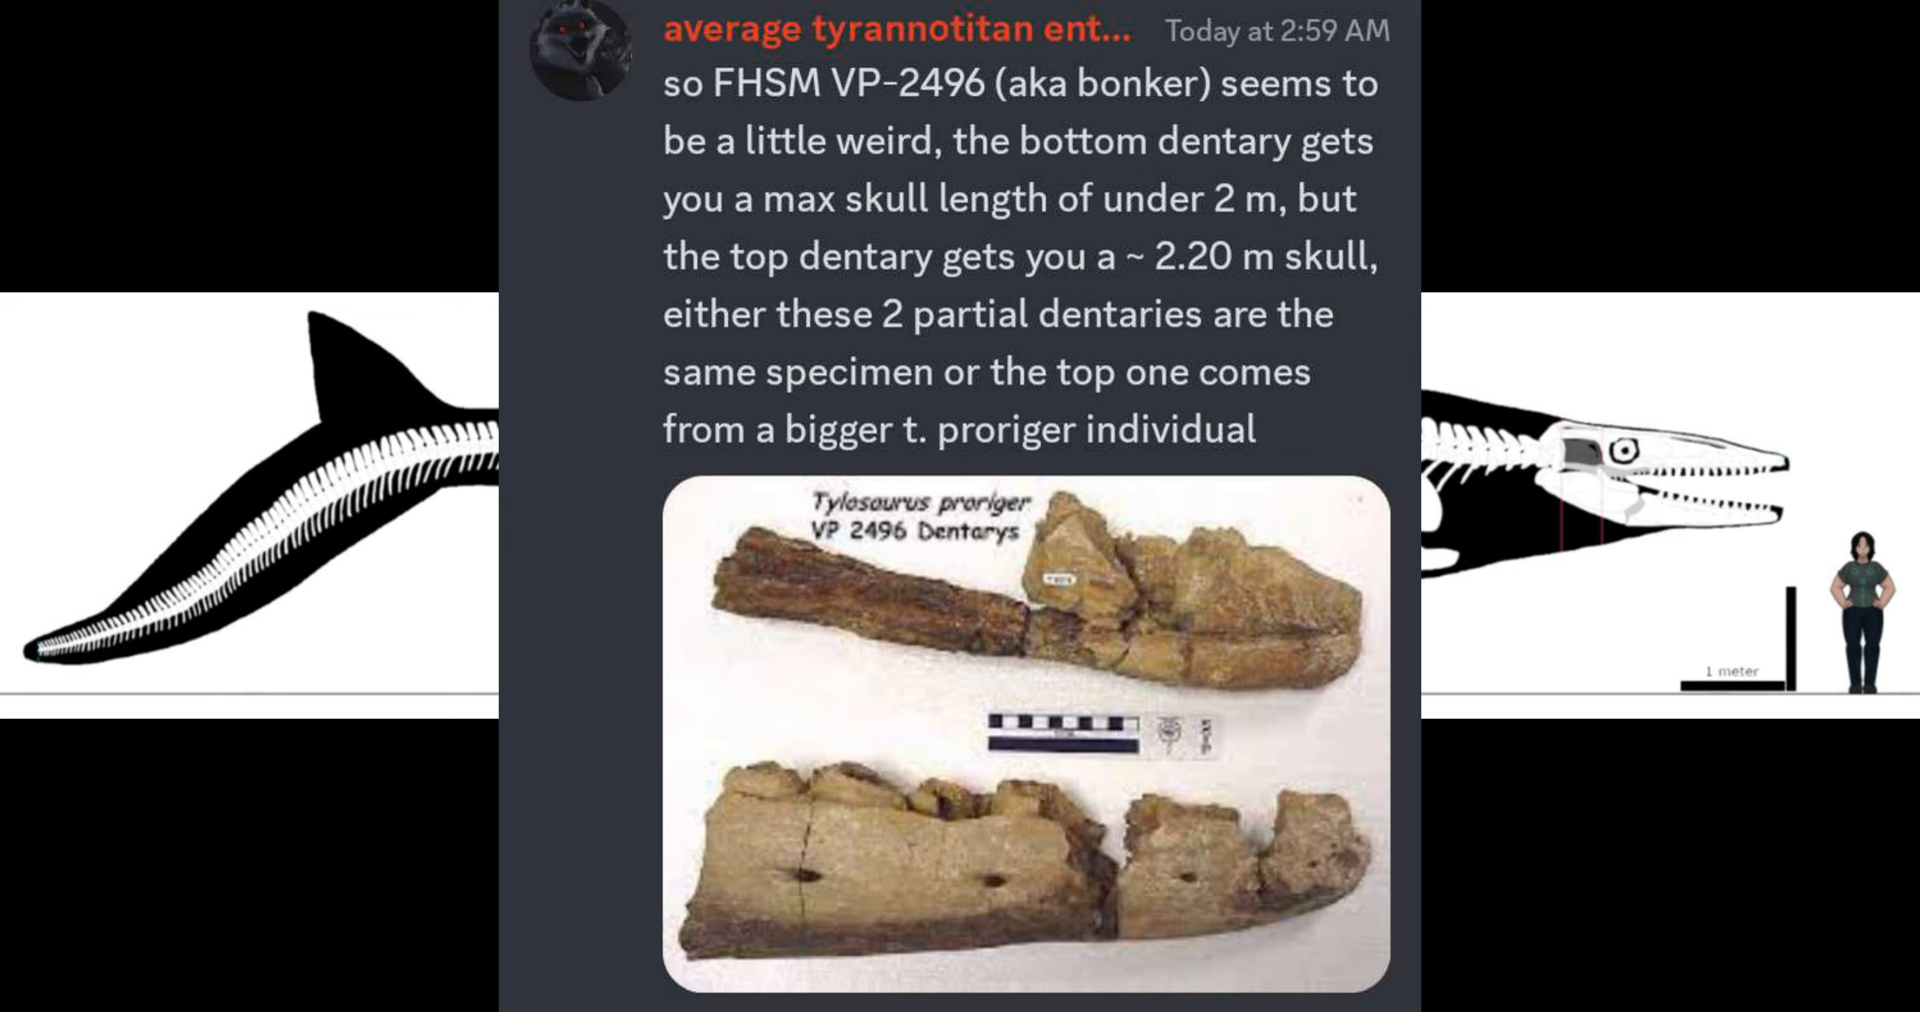 average tyrannotitan ent... Today at 2:59 AM
so FHSM VP-2496 (aka bonker) seems to
be a little weird, the bottom dentary gets
you a max skull length of under 2 m, but
the top dentary gets you a ~ 2.20 m skull,
either these 2 partial dentaries are the
same specimen or the top one comes
from a bigger t. proriger individual
Tylosaurus proriger
VP 2496 Dentarys
1 meter